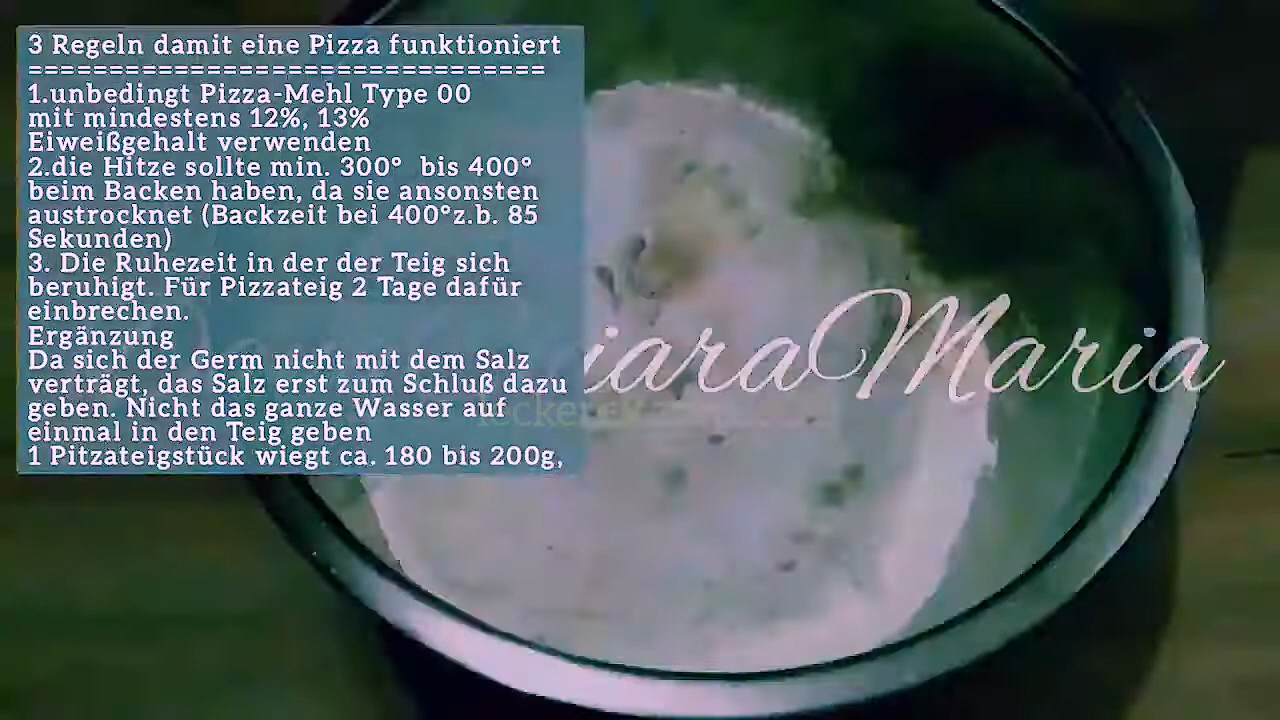 3 Regeln damit eine Pizza funktioniert
================================
1.unbedingt Pizza-Mehl Type 00
mit mindestens 12%, 13%
Eiweißgehalt verwenden
2.die Hitze sollte min. 300°  bis 400°
beim Backen haben, da sie ansonsten
austrocknet (Backzeit bei 400°z.b. 85
Sekunden)
3. Die Ruhezeit in der der Teig sich
beruhigt. Für Pizzateig 2 Tage dafür
einbrechen.
Ergänzung
Da sich der Germ nicht mit dem Salz
verträgt, das Salz erst zum Schluß dazu
geben. Nicht das ganze Wasser auf
einmal in den Teig geben
1 Pitzateigstück wiegt ca. 180 bis 200g,
iaraMaria